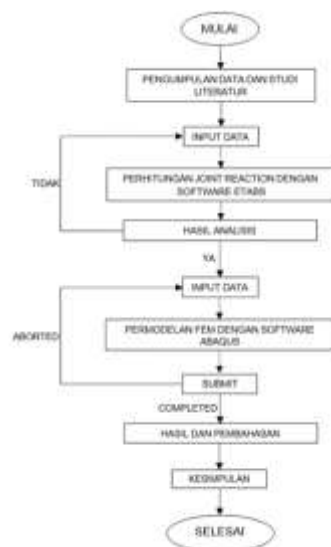 MULAI
PENGUMPULAN DATA DAN STUDI
LITERATUR
INPUT DATA
TIDAK
PERHITUNGAN JOINT REACTION DENGAN
SOFTWARE ETABS
HASIL ANALISIS
YA
INPUT DATA
ABORTED
PERMODELAN FEM DENGAN SOFTWARE
ABAQUS
SUBMIT
COMPLETED
HASIL DAN PEMBAHASAN
KESIMPULAN
SELESAI